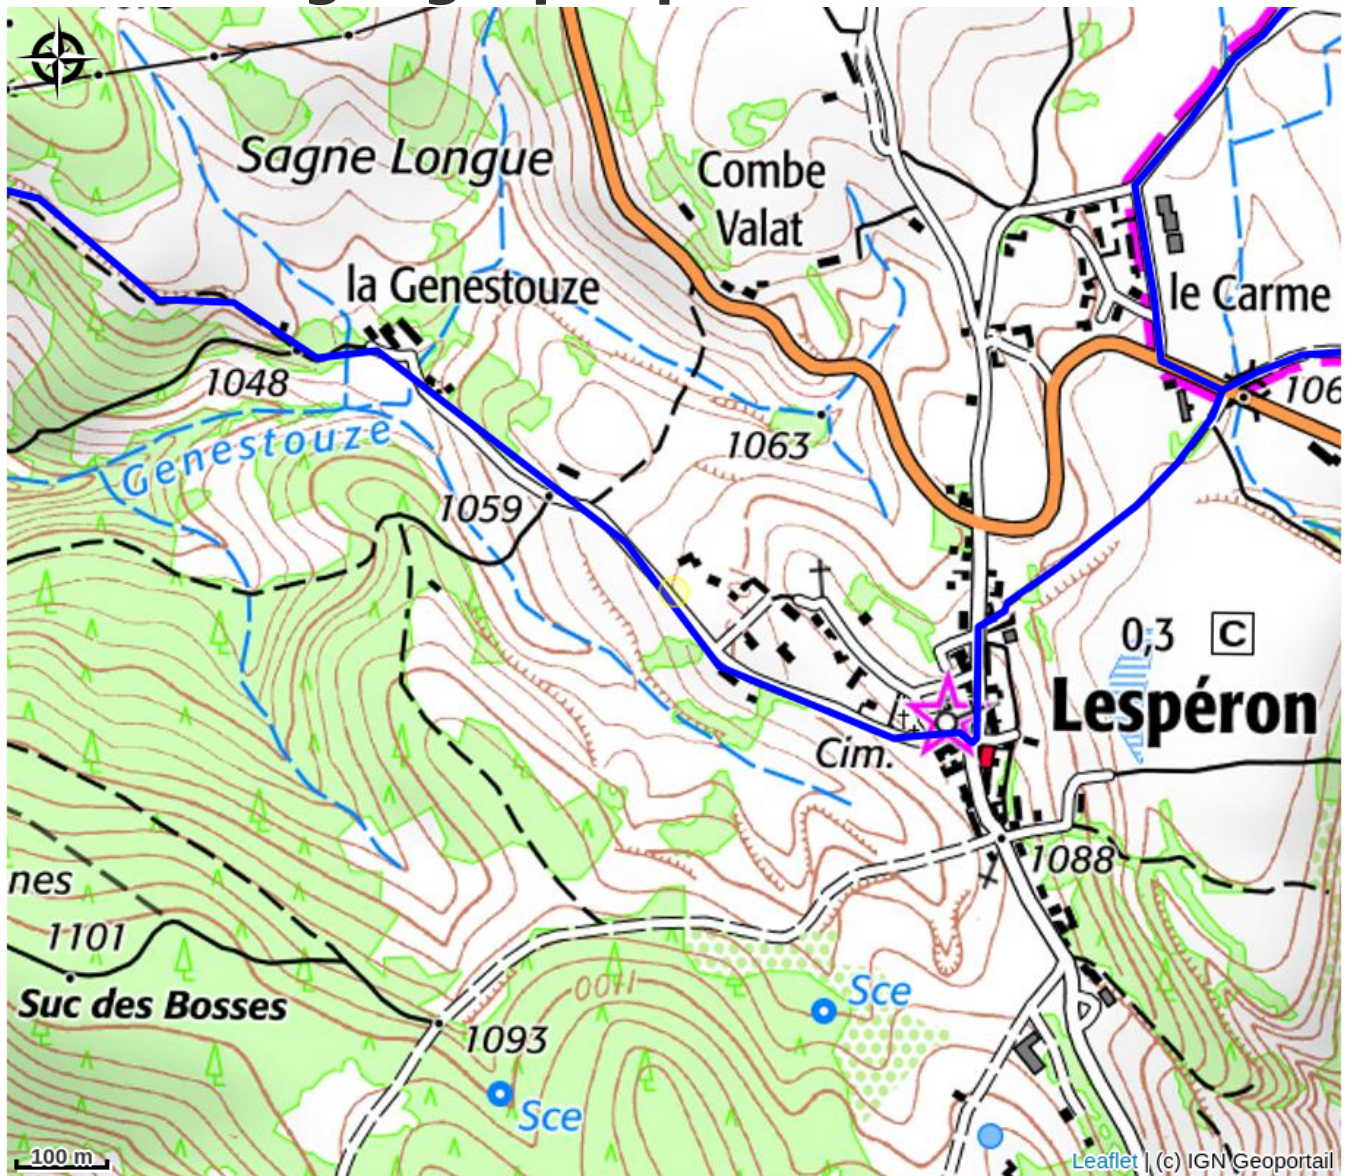 Sagne Longue
Combe
Valat
la Genestouze
le Carme
1048
106
Genestouze
1063
1059
0,3 C
Lespéron
Cim.
1088
nes
1101
Suc des Bosses
1100
Sce
1093
Sce
100 m
Leaflet | (c) IGN Geoportail